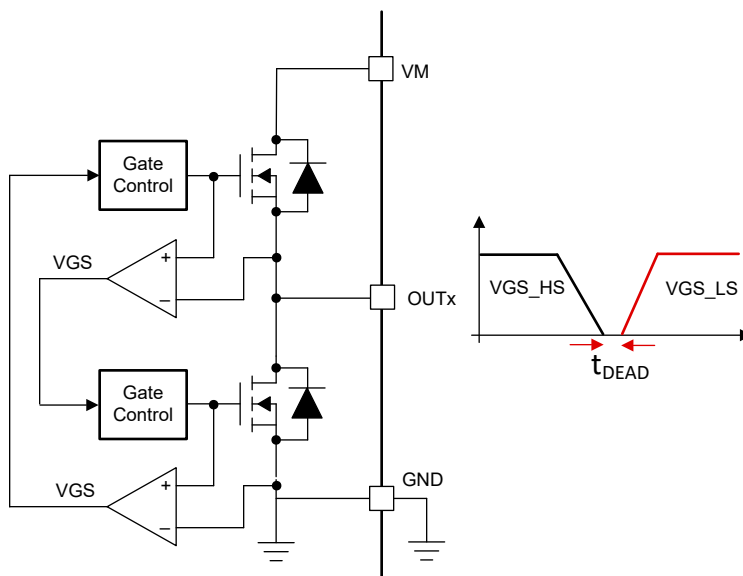 VM
Gate
Control
VGS
+
−
OUTx
VGS_HS
VGS_LS
tDEAD
Gate
Control
GND
VGS
+
−